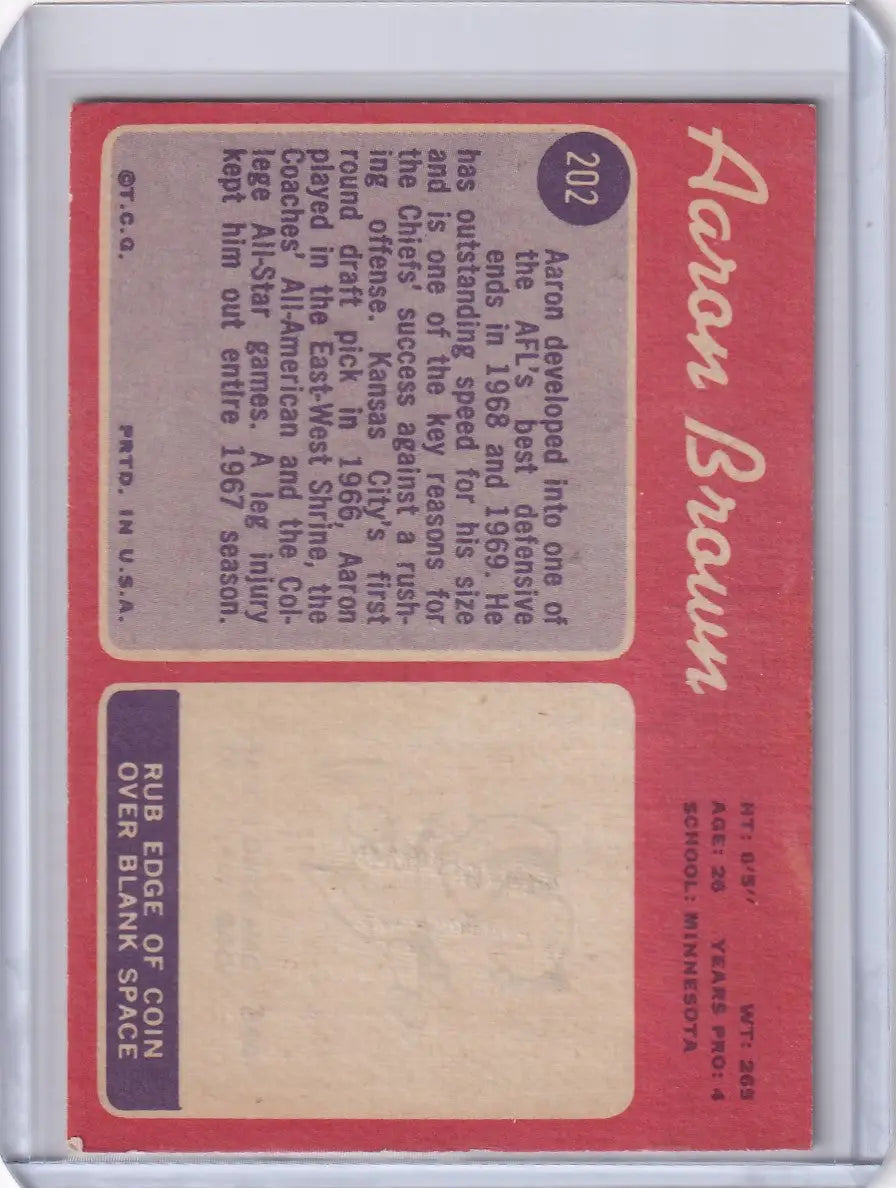 Aaron Brown
HT: 6'5" WT: 265
AGE: 26 YEARS PRO: 4
SCHOOL: MINNESOTA
202
Aaron developed into one of
the AFL's best defensive
ends in 1968 and 1969. He
has outstanding speed for his size
and is one of the key reasons for
the Chiefs' success against a rush-
ing offense. Kansas City's first
round draft pick in 1966, Aaron
played in the East-West Shrine, the
Coaches' All-American and the Col-
lege All-Star games. A leg injury
kept him out entire 1967 season.
©T.C.G. PRTD. IN U.S.A.
RUB EDGE OF COIN
OVER BLANK SPACE